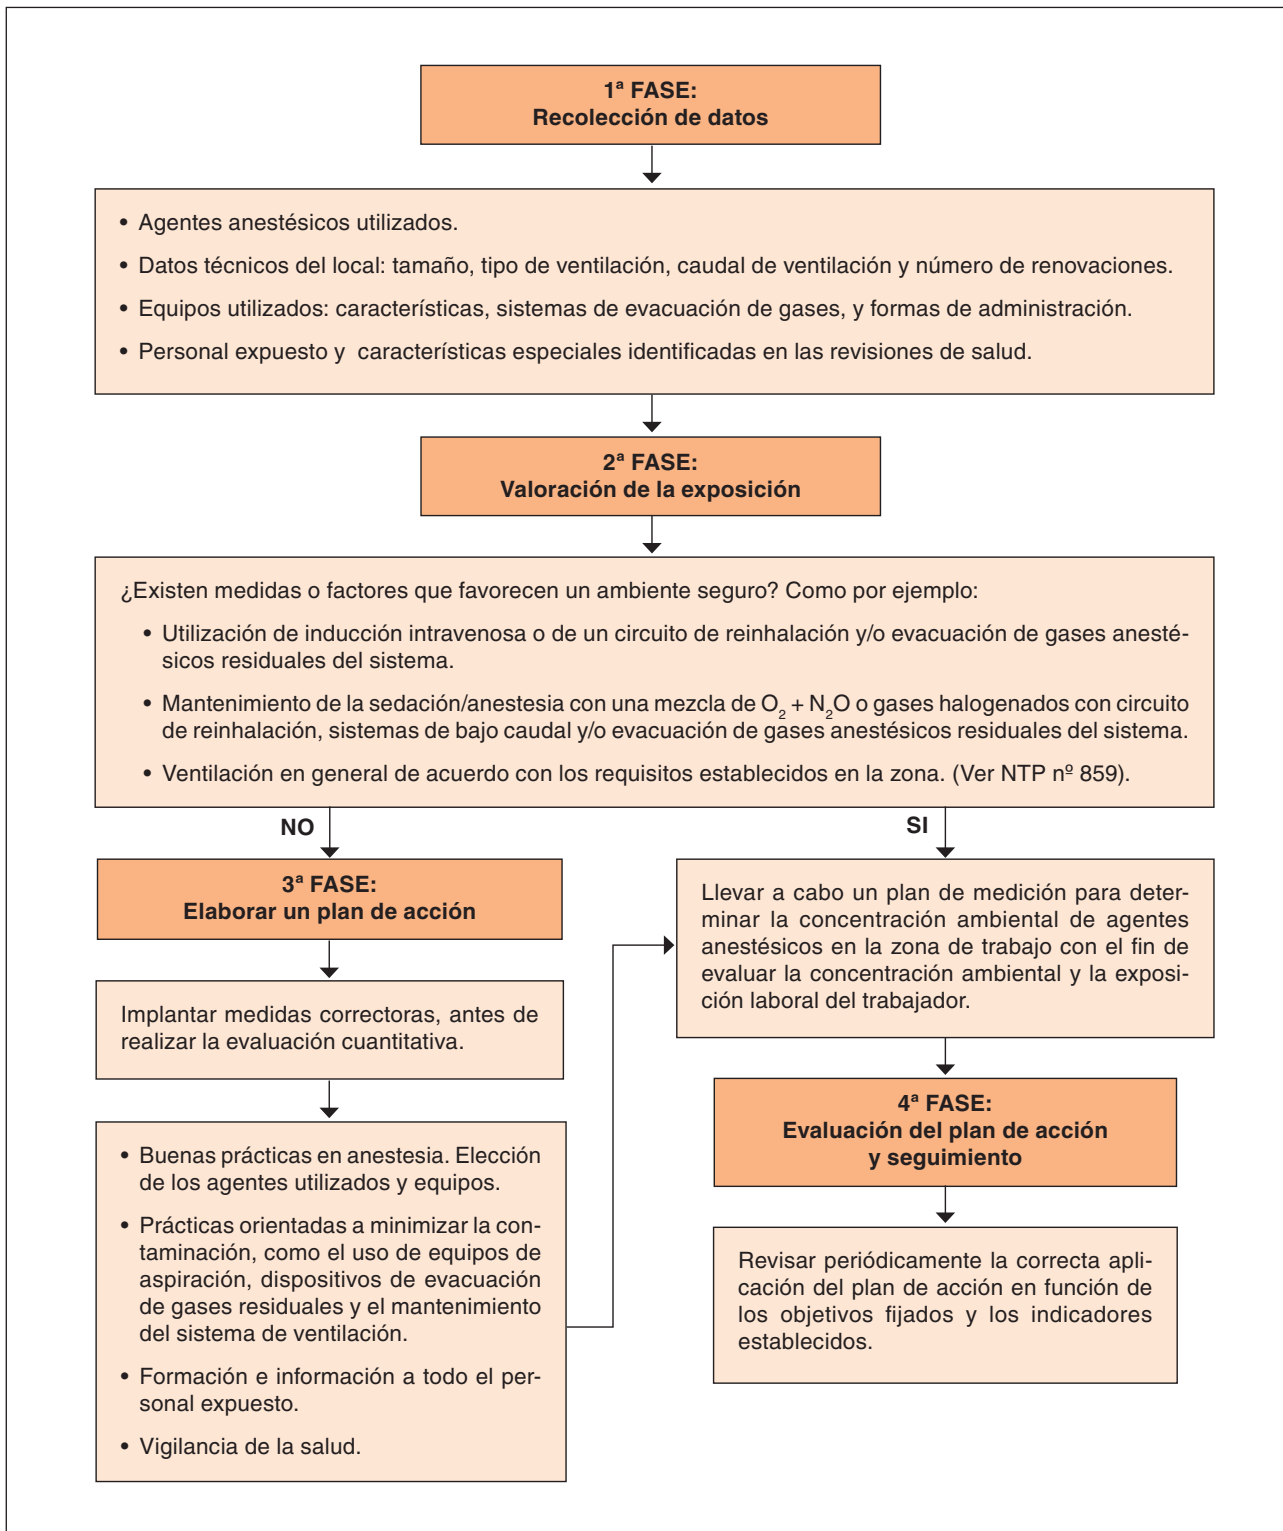 1ª FASE:
Recolección de datos
• Agentes anestésicos utilizados.
• Datos técnicos del local: tamaño, tipo de ventilación, caudal de ventilación y número de renovaciones.
• Equipos utilizados: características, sistemas de evacuación de gases, y formas de administración.
• Personal expuesto y características especiales identificadas en las revisiones de salud.
2ª FASE:
Valoración de la exposición
¿Existen medidas o factores que favorecen un ambiente seguro? Como por ejemplo:
• Utilización de inducción intravenosa o de un circuito de reinhalación y/o evacuación de gases anesté-
sicos residuales del sistema.
• Mantenimiento de la sedación/anestesia con una mezcla de O₂ + N₂O o gases halogenados con circuito
de reinhalación, sistemas de bajo caudal y/o evacuación de gases anestésicos residuales del sistema.
• Ventilación en general de acuerdo con los requisitos establecidos en la zona. (Ver NTP nº 859).
NO
3ª FASE:
Elaborar un plan de acción
Implantar medidas correctoras, antes de
realizar la evaluación cuantitativa.
• Buenas prácticas en anestesia. Elección
de los agentes utilizados y equipos.
• Prácticas orientadas a minimizar la con-
taminación, como el uso de equipos de
aspiración, dispositivos de evacuación
de gases residuales y el mantenimiento
del sistema de ventilación.
• Formación e información a todo el per-
sonal expuesto.
• Vigilancia de la salud.
SI
Llevar a cabo un plan de medición para deter-
minar la concentración ambiental de agentes
anestésicos en la zona de trabajo con el fin de
evaluar la concentración ambiental y la exposi-
ción laboral del trabajador.
4ª FASE:
Evaluación del plan de acción
y seguimiento
Revisar periódicamente la correcta apli-
cación del plan de acción en función de
los objetivos fijados y los indicadores
establecidos.